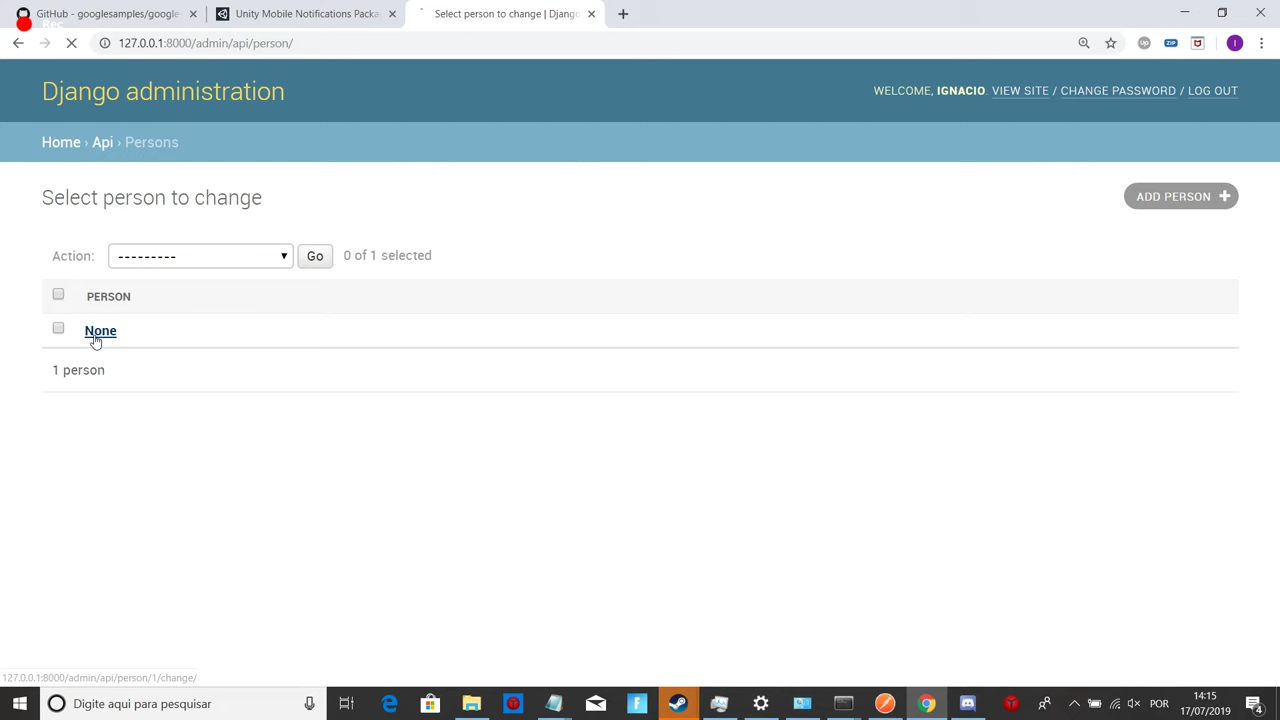 GitHub - googlesamples/google-
Unity Mobile Notifications Packa
Select person to change | Djang
Rec
127.0.0.1:8000/admin/api/person/
Django administration
WELCOME, IGNACIO. VIEW SITE / CHANGE PASSWORD / LOG OUT
Home › Api › Persons
Select person to change
ADD PERSON +
Action: --------- Go 0 of 1 selected
PERSON
None
1 person
127.0.0.1:8000/admin/api/person/1/change/
Digite aqui para pesquisar
POR
14:15
17/07/2019
4